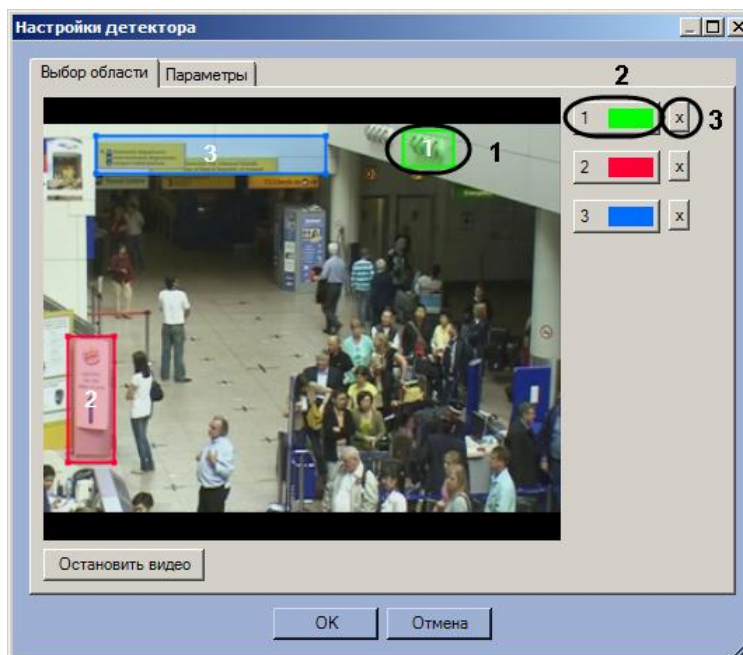 Настройки детектора
Выбор области
Параметры
2
1
x
3
3
1
1
2
x
3
x
2
Остановить видео
OK
Отмена